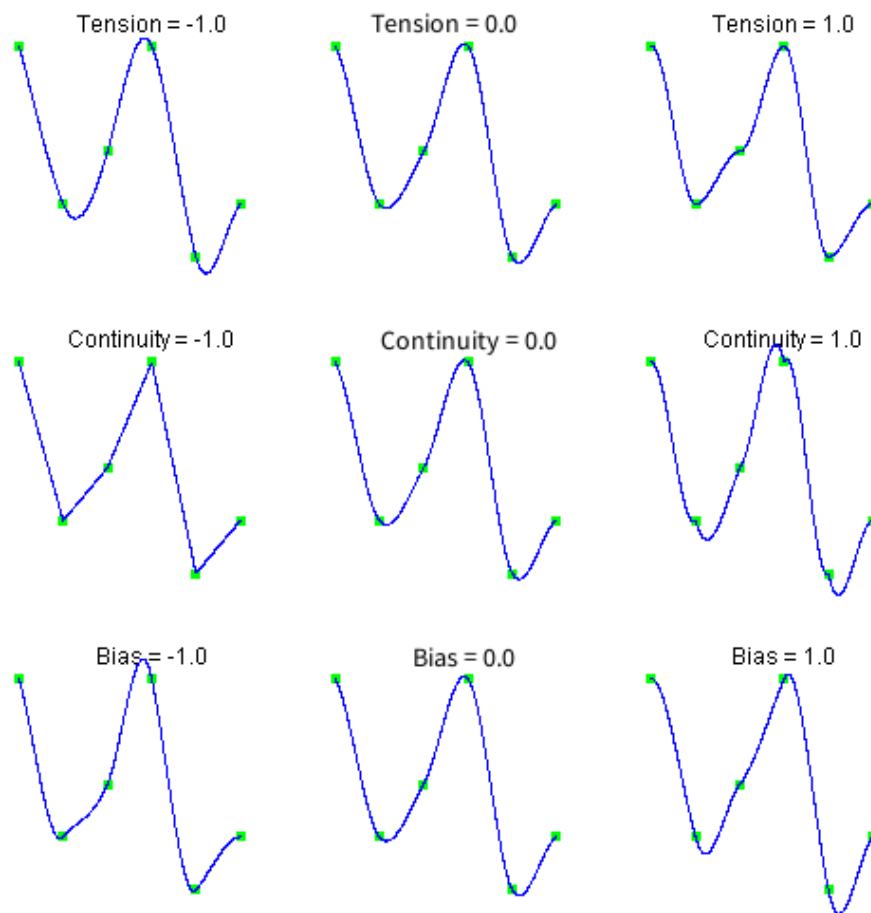 Tension = -1.0
Tension = 0.0
Tension = 1.0
Continuity = -1.0
Continuity = 0.0
Continuity = 1.0
Bias = -1.0
Bias = 0.0
Bias = 1.0